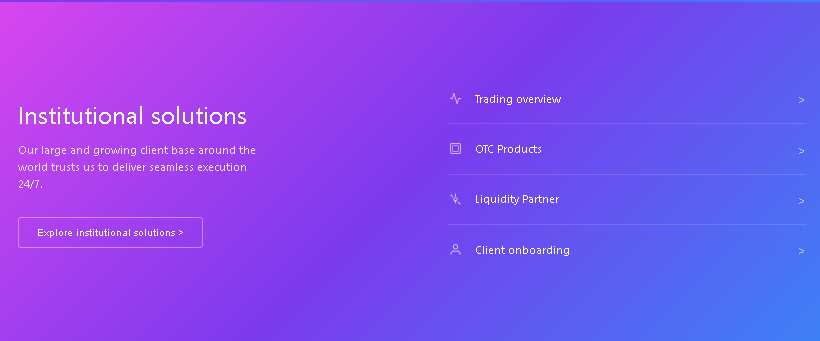 Institutional solutions
Our large and growing client base around the
world trusts us to deliver seamless execution
24/7.
Explore institutional solutions >
Trading overview >
OTC Products >
Liquidity Partner >
Client onboarding >